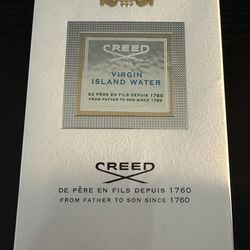 CREED
VIRGIN
ISLAND WATER
DE PÈRE EN FILS DEPUIS 1760
FROM FATHER TO SON SINCE 1760
CREED
DE PÈRE EN FILS DEPUIS 1760
FROM FATHER TO SON SINCE 1760